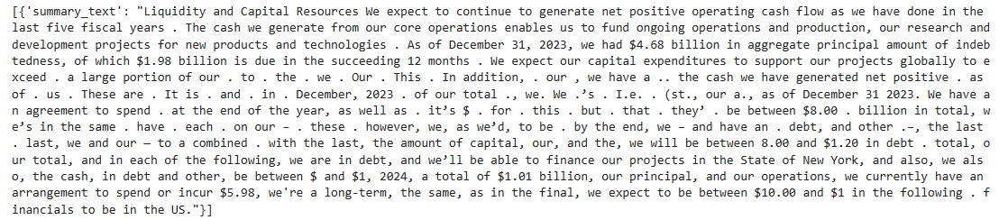 [{'summary_text': "Liquidity and Capital Resources We expect to continue to generate net positive operating cash flow as we have done in the
last five fiscal years . The cash we generate from our core operations enables us to fund ongoing operations and production, our research and
development projects for new products and technologies . As of December 31, 2023, we had $4.68 billion in aggregate principal amount of indeb
tedness, of which $1.98 billion is due in the succeeding 12 months . We expect our capital expenditures to support our projects globally to e
xceed . a large portion of our . to . the . we . Our . This . In addition, . our , we have a .. the cash we have generated net positive . as
of . us . These are . It is . and . in . December, 2023 . of our total ., we. We .’s . I.e. . (st., our a., as of December 31 2023. We have a
n agreement to spend . at the end of the year, as well as . it’s $ . for . this . but . that . they’ . be between $8.00 . billion in total, w
e’s in the same . have . each . on our – . these . however, we, as we’d, to be . by the end, we – and have an . debt, and other .–, the last
. last, we and our — to a combined . with the last, the amount of capital, our, and the, we will be between 8.00 and $1.20 in debt . total, o
ur total, and in each of the following, we are in debt, and we’ll be able to finance our projects in the State of New York, and also, we als
o, the cash, in debt and other, be between $ and $1, 2024, a total of $1.01 billion, our principal, and our operations, we currently have an
arrangement to spend or incur $5.98, we're a long-term, the same, as in the final, we expect to be between $10.00 and $1 in the following . f
inancials to be in the US."}]